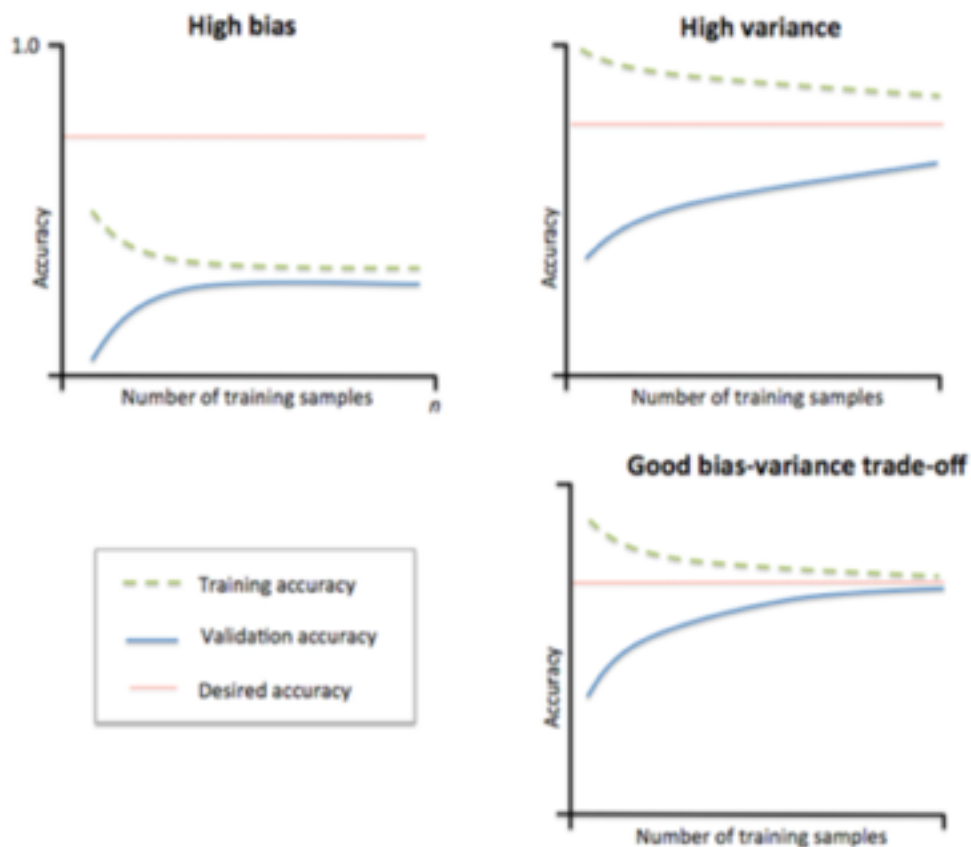 High bias
1.0
Accuracy
Number of training samples
n
High variance
Accuracy
Number of training samples
Training accuracy
Validation accuracy
Desired accuracy
Good bias-variance trade-off
Accuracy
Number of training samples